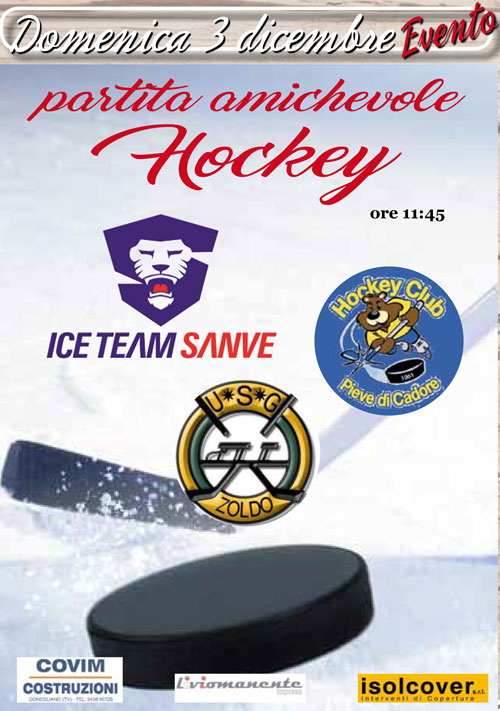 Domenica 3 dicembre Evento
partita amichevole
Hockey
ore 11:45
ICE TEAM SANVE
Hockey Club
1961
Pieve di Cadore
U*S*G
ZOLDO
COVIM
COSTRUZIONI
isolcover s.r.l.
Interventi di Copertura